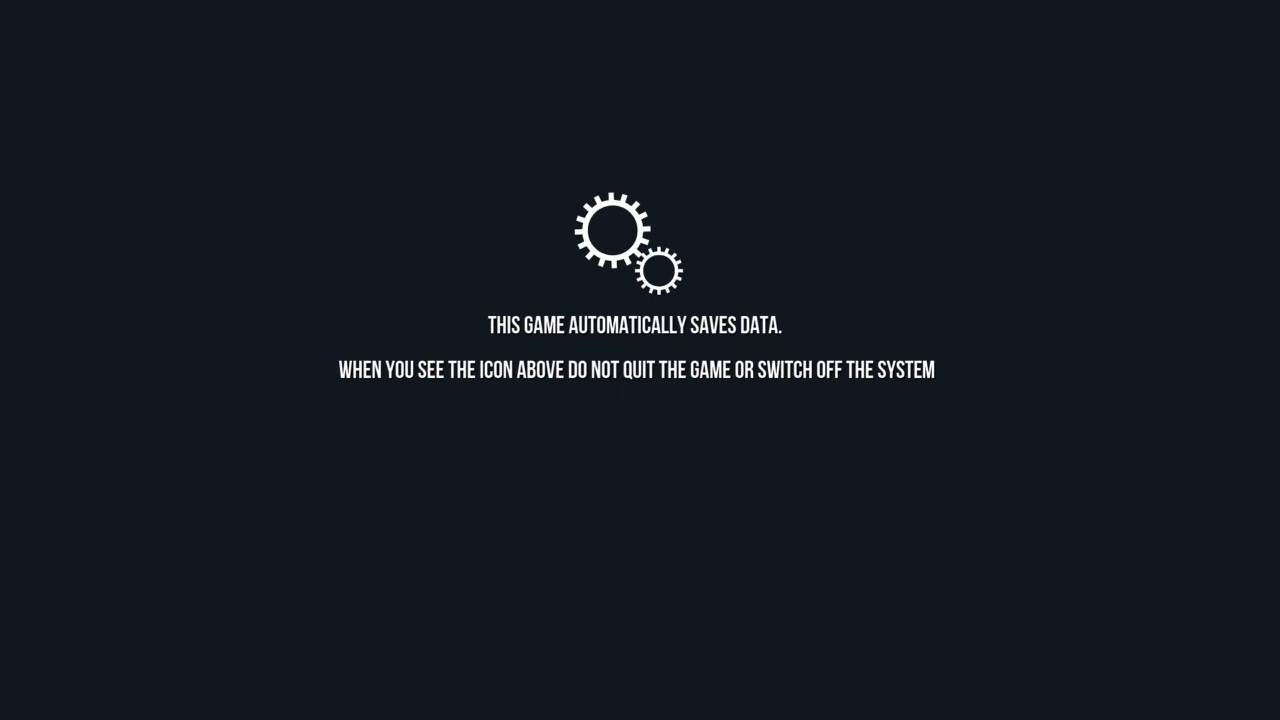 THIS GAME AUTOMATICALLY SAVES DATA.
WHEN YOU SEE THE ICON ABOVE DO NOT QUIT THE GAME OR SWITCH OFF THE SYSTEM